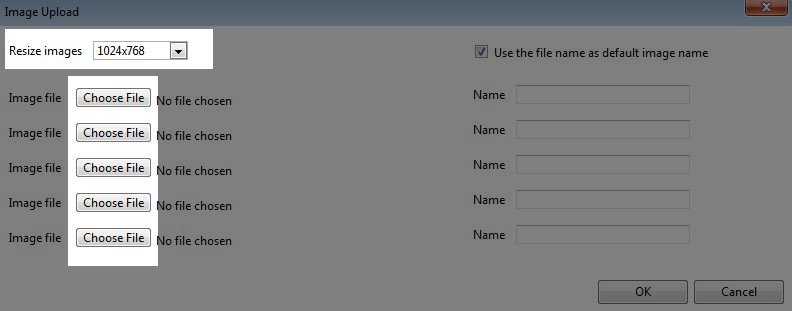 Image Upload
Resize images 1024x768
Use the file name as default image name
Image file Choose File No file chosen Name
Image file Choose File No file chosen Name
Image file Choose File No file chosen Name
Image file Choose File No file chosen Name
Image file Choose File No file chosen Name
OK Cancel